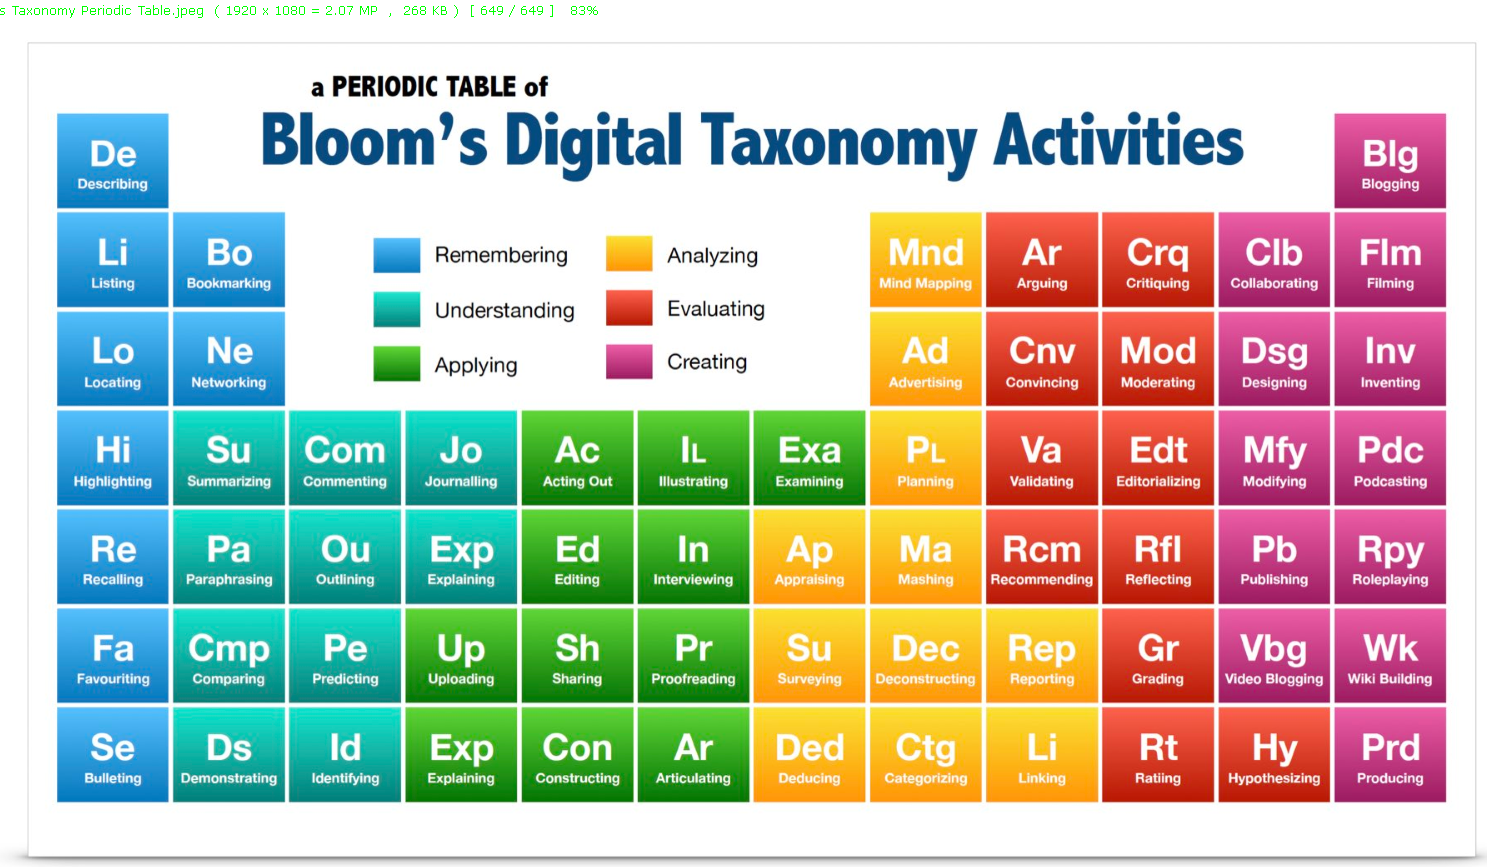 s Taxonomy Periodic Table.jpeg ( 1920 x 1080 = 2.07 MP , 268 KB ) [ 649 / 649 ] 83%
a PERIODIC TABLE of
Bloom's Digital Taxonomy Activities
De
Describing
Blg
Blogging
Li
Listing
Bo
Bookmarking
Remembering
Understanding
Applying
Analyzing
Evaluating
Creating
Mnd
Mind Mapping
Ar
Arguing
Crq
Critiquing
Clb
Collaborating
Flm
Filming
Lo
Locating
Ne
Networking
Ad
Advertising
Cnv
Convincing
Mod
Moderating
Dsg
Designing
Inv
Inventing
Hi
Highlighting
Su
Summarizing
Com
Commenting
Jo
Journalling
Ac
Acting Out
IL
Illustrating
Exa
Examining
PL
Planning
Va
Validating
Edt
Editorializing
Mfy
Modifying
Pdc
Podcasting
Re
Recalling
Pa
Paraphrasing
Ou
Outlining
Exp
Explaining
Ed
Editing
In
Interviewing
Ap
Appraising
Ma
Mashing
Rcm
Recommending
Rfl
Reflecting
Pb
Publishing
Rpy
Roleplaying
Fa
Favouriting
Cmp
Comparing
Pe
Predicting
Up
Uploading
Sh
Sharing
Pr
Proofreading
Su
Surveying
Dec
Deconstructing
Rep
Reporting
Gr
Grading
Vbg
Video Blogging
Wk
Wiki Building
Se
Bulleting
Ds
Demonstrating
Id
Identifying
Exp
Explaining
Con
Constructing
Ar
Articulating
Ded
Deducing
Ctg
Categorizing
Li
Linking
Rt
Ratiing
Hy
Hypothesizing
Prd
Producing